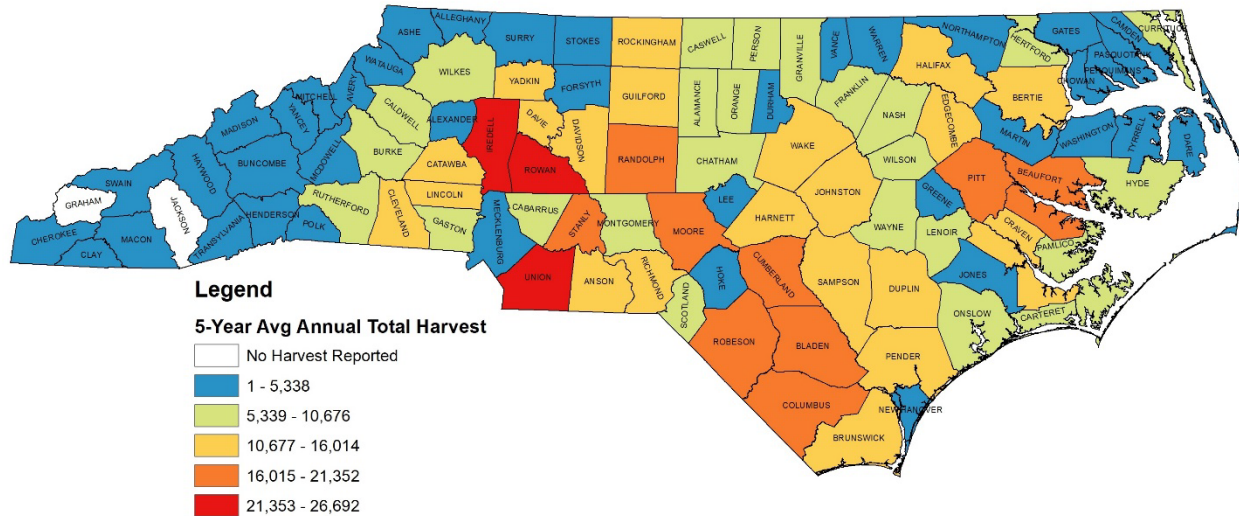 ALLEGHANY
ASHE
SURRY
STOKES
ROCKINGHAM
CASWELL
PERSON
GRANVILLE
VANCE
WARREN
NORTHAMPTON
HERTFORD
GATES
CAMDEN
CURRITUCK
WATAUGA
WILKES
YADKIN
FORSYTH
GUILFORD
ALAMANCE
ORANGE
DURHAM
FRANKLIN
HALIFAX
BERTIE
PASQUOTANK
PERQUIMANS
CHOWAN
MITCHELL
AVERY
YANCEY
CALDWELL
ALEXANDER
IREDELL
DAVIE
DAVIDSON
NASH
EDGECOMBE
MARTIN
WASHINGTON
TYRRELL
DARE
MADISON
BURKE
CATAWBA
ROWAN
RANDOLPH
CHATHAM
WAKE
WILSON
PITT
BEAUFORT
HYDE
HAYWOOD
BUNCOMBE
MCDOWELL
SWAIN
RUTHERFORD
LINCOLN
CLEVELAND
GASTON
CABARRUS
STANLY
MONTGOMERY
MOORE
LEE
HARNETT
JOHNSTON
WAYNE
GREENE
LENOIR
CRAVEN
PAMLICO
GRAHAM
JACKSON
CHEROKEE
MACON
CLAY
TRANSYLVANIA
HENDERSON
POLK
MECKLENBURG
UNION
ANSON
RICHMOND
SCOTLAND
HOKE
CUMBERLAND
SAMPSON
DUPLIN
JONES
ONSLOW
CARTERET
ROBESON
BLADEN
PENDER
COLUMBUS
NEW HANOVER
BRUNSWICK
Legend
5-Year Avg Annual Total Harvest
No Harvest Reported
1 - 5,338
5,339 - 10,676
10,677 - 16,014
16,015 - 21,352
21,353 - 26,692